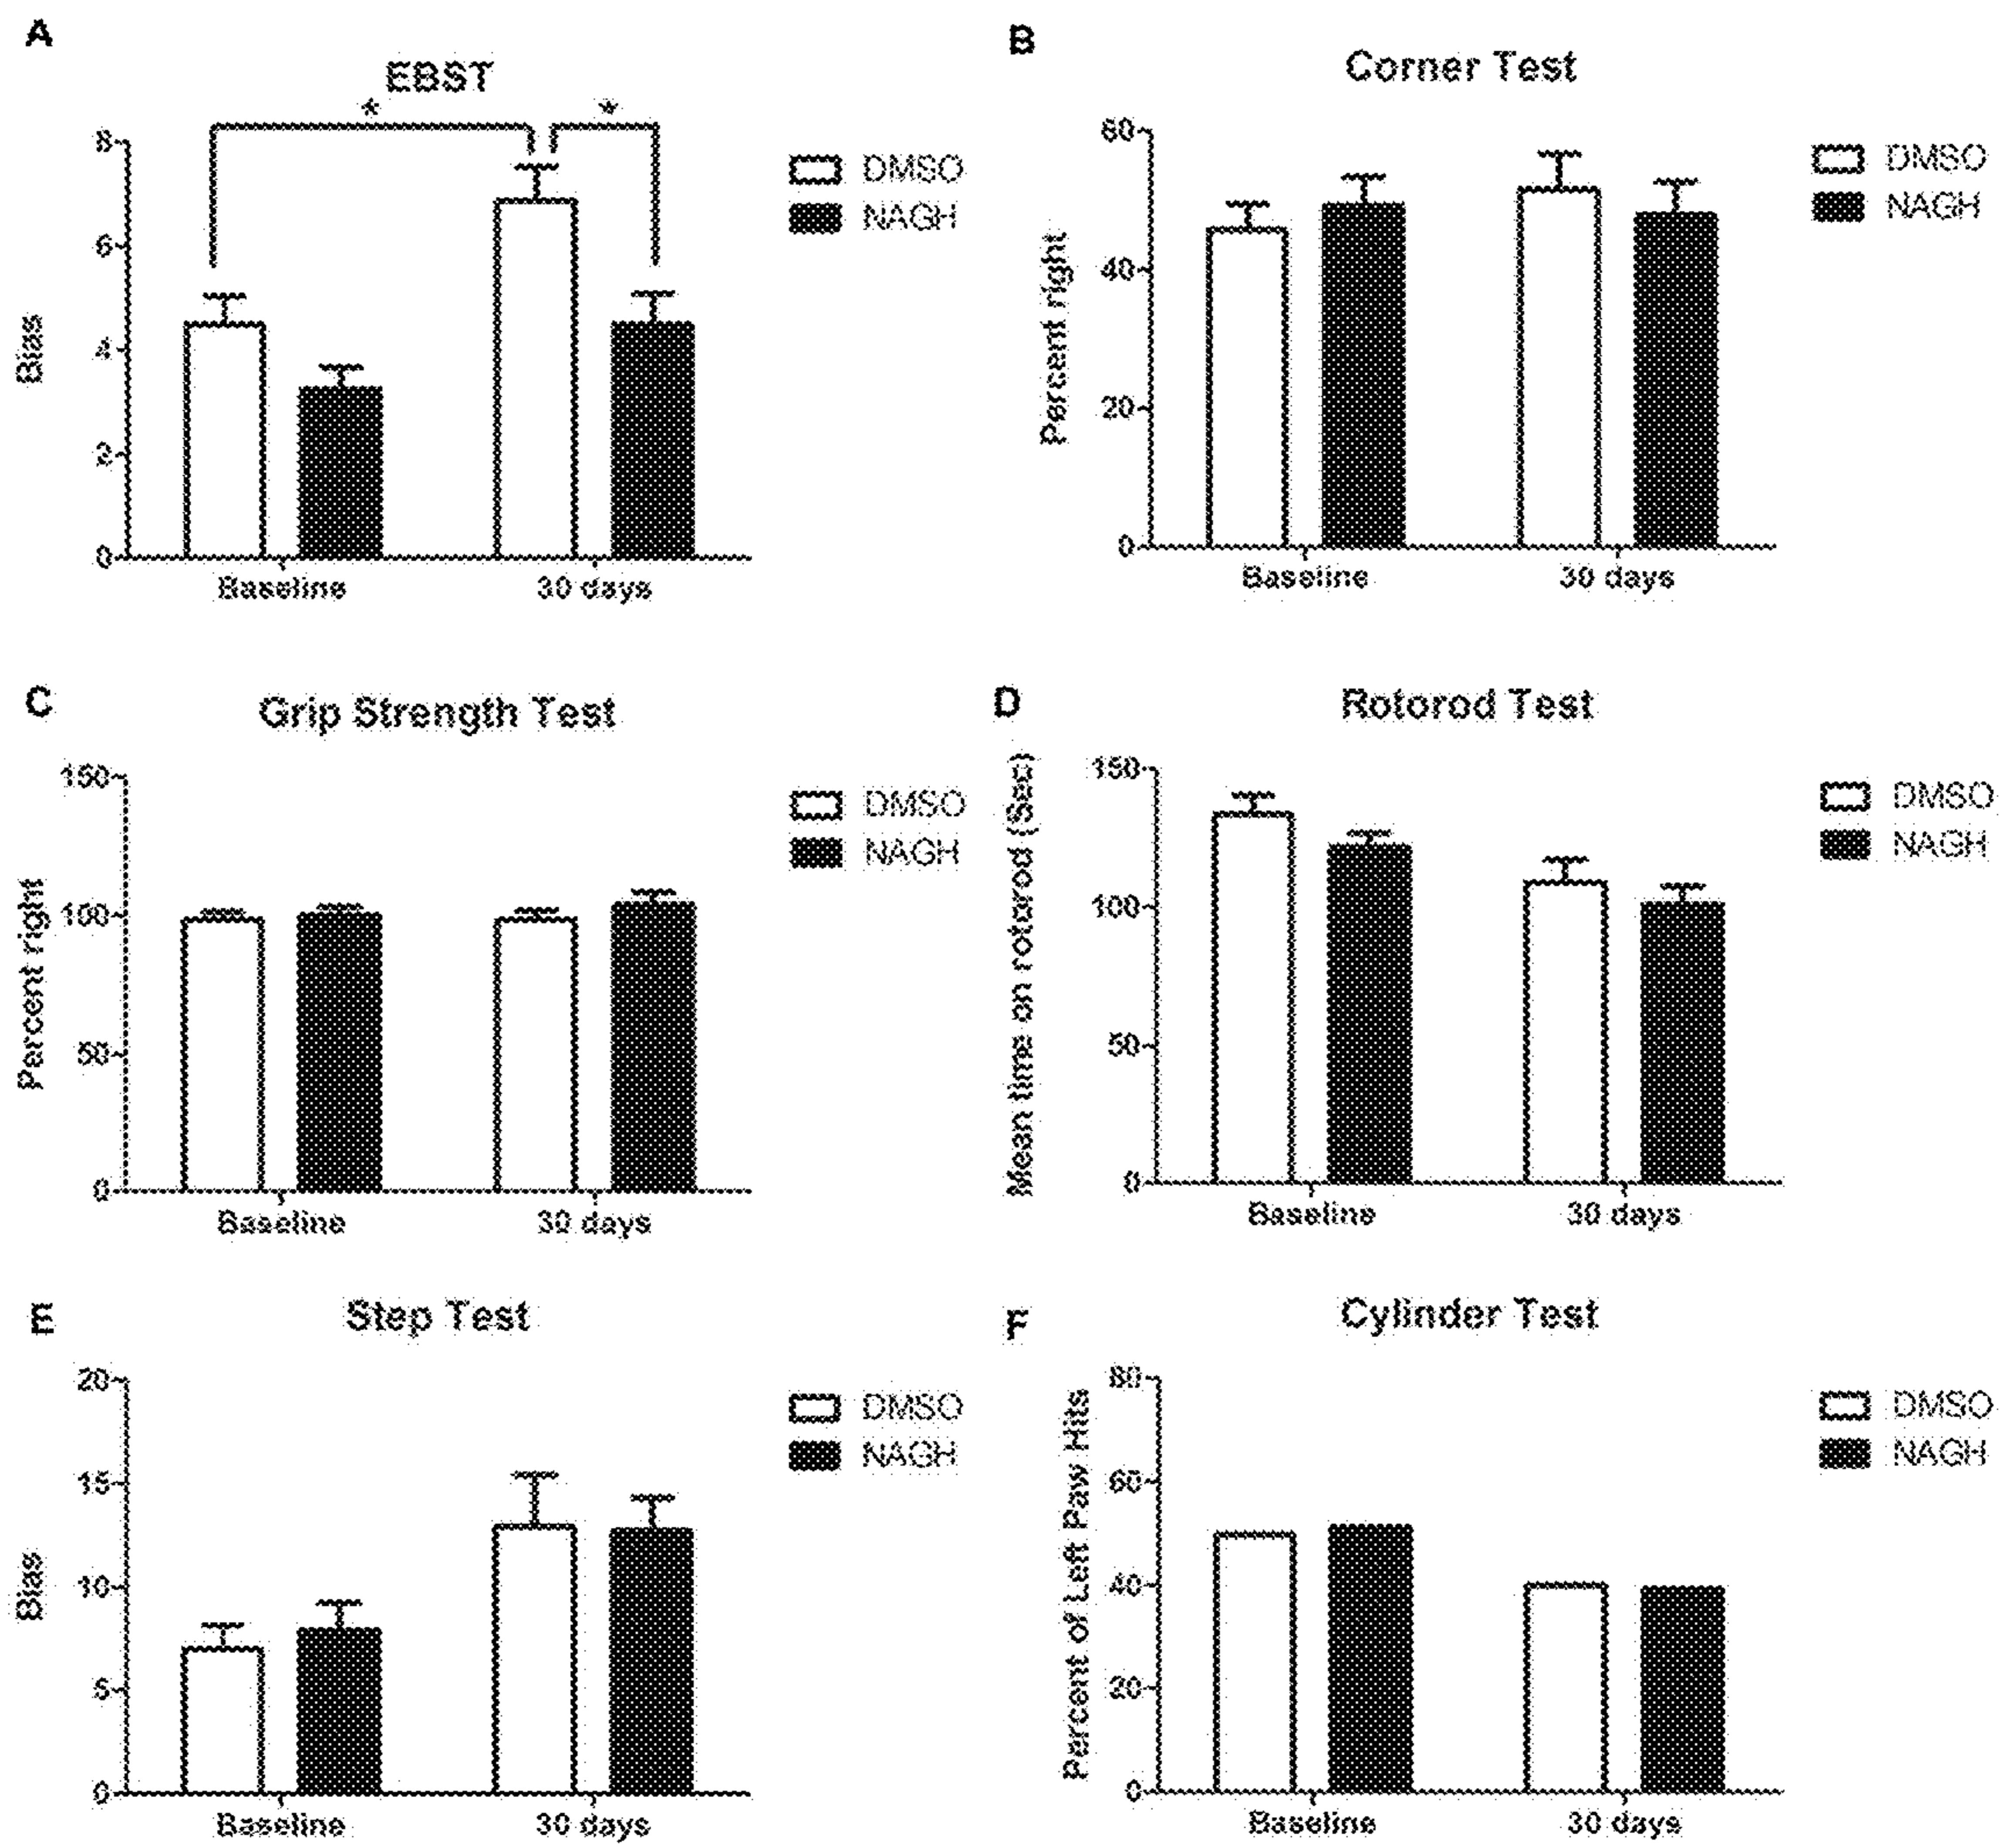 A
EBST
*
*
8
6
4
2
0
Bias
Baseline
30 days
DMSO
NAGH
B
Corner Test
60
40
20
0
Percent right
Baseline
30 days
DMSO
NAGH
C
Grip Strength Test
150
100
50
0
Percent right
Baseline
30 days
DMSO
NAGH
D
Rotorod Test
150
100
50
0
Mean time on rotorod (Sec)
Baseline
30 days
DMSO
NAGH
E
Step Test
20
15
10
5
0
Bias
Baseline
30 days
DMSO
NAGH
F
Cylinder Test
80
60
40
20
0
Percent of Left Paw Hits
Baseline
30 days
DMSO
NAGH